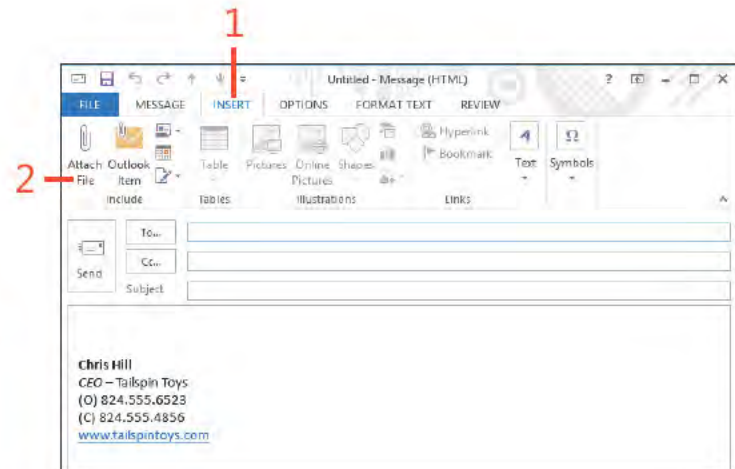 1
Untitled - Message (HTML)
?
FILE MESSAGE INSERT OPTIONS FORMAT TEXT REVIEW
Attach File
Outlook Item
Table
Pictures
Online Pictures
Shapes
Hyperlink
Bookmark
Text
Symbols
2
Include Tables Illustrations Links
To...
Cc...
Send
Subject
Chris Hill
CEO – Tailspin Toys
(O) 824.555.6523
(C) 824.555.4856
www.tailspintoys.com